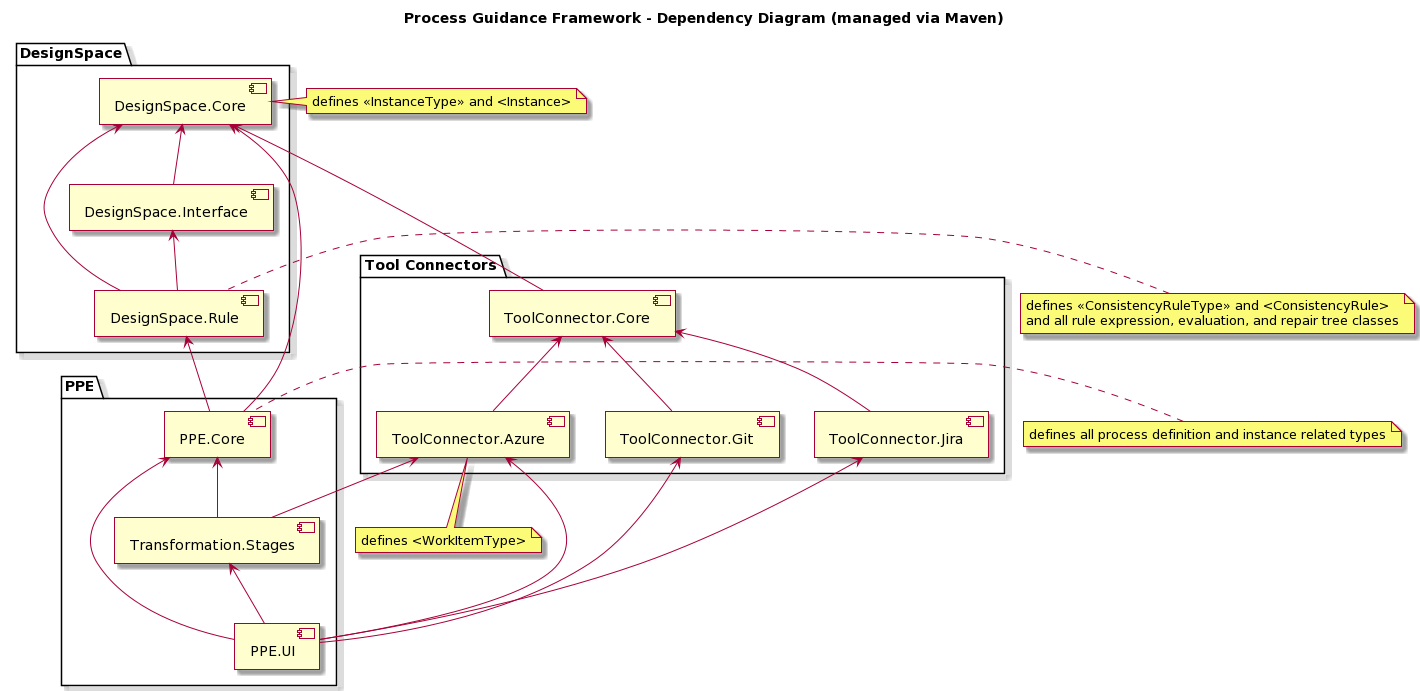 Process Guidance Framework - Dependency Diagram (managed via Maven)
DesignSpace
DesignSpace.Core
defines «InstanceType» and <Instance>
DesignSpace.Interface
Tool Connectors
DesignSpace.Rule
ToolConnector.Core
defines «ConsistencyRuleType» and <ConsistencyRule>
and all rule expression, evaluation, and repair tree classes
PPE
PPE.Core
ToolConnector.Azure
ToolConnector.Git
ToolConnector.Jira
defines all process definition and instance related types
Transformation.Stages
defines <WorkItemType>
PPE.UI